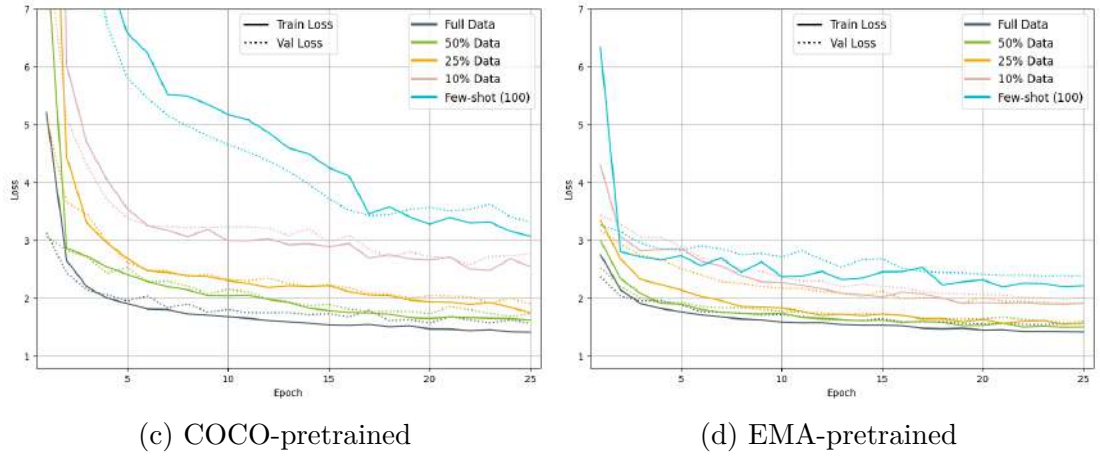 7
6
5
4
3
2
1
Loss
5
10
15
20
25
Epoch
Train Loss
Val Loss
Full Data
50% Data
25% Data
10% Data
Few-shot (100)
(c) COCO-pretrained
7
6
5
4
3
2
1
Loss
5
10
15
20
25
Epoch
Train Loss
Val Loss
Full Data
50% Data
25% Data
10% Data
Few-shot (100)
(d) EMA-pretrained